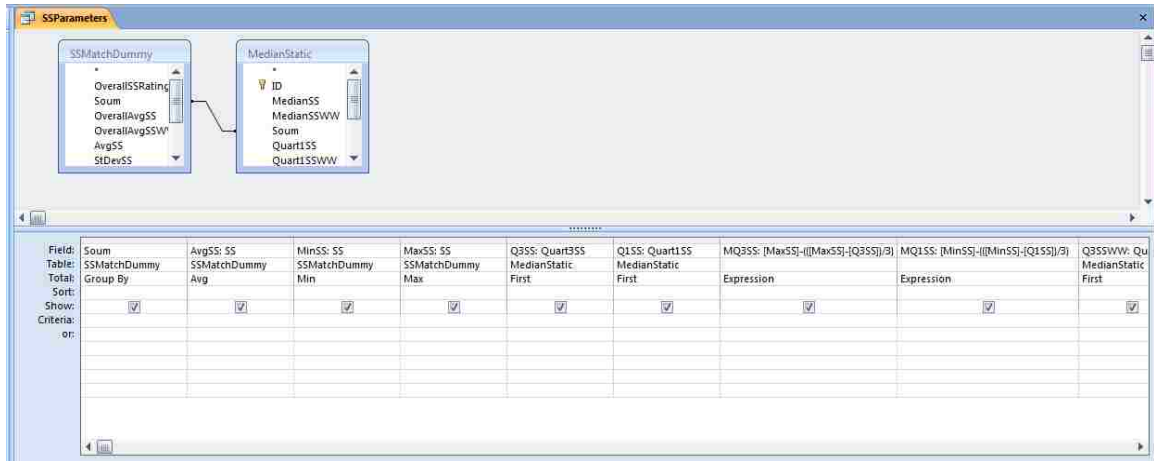 SSParameters
SSMatchDummy
*
OverallSSRating
Soum
OverallAvgSS
OverallAvgSSW
AvgSS
StDevSS
MedianStatic
*
ID
MedianSS
MedianSSWW
Soum
Quart1SS
Quart1SSWW
Field: Soum AvgSS: SS MinSS: SS MaxSS: SS Q3SS: Quart3SS Q1SS: Quart1SS MQ3SS: [MaxSS]-(([MaxSS]-[Q3SS])/3) MQ1SS: [MinSS]-(([MinSS]-[Q1SS])/3) Q3SSWW: Qu
Table: SSMatchDummy SSMatchDummy SSMatchDummy SSMatchDummy MedianStatic MedianStatic MedianStatic
Total: Group By Avg Min Max First First Expression Expression First
Sort:
Show:
Criteria:
or: